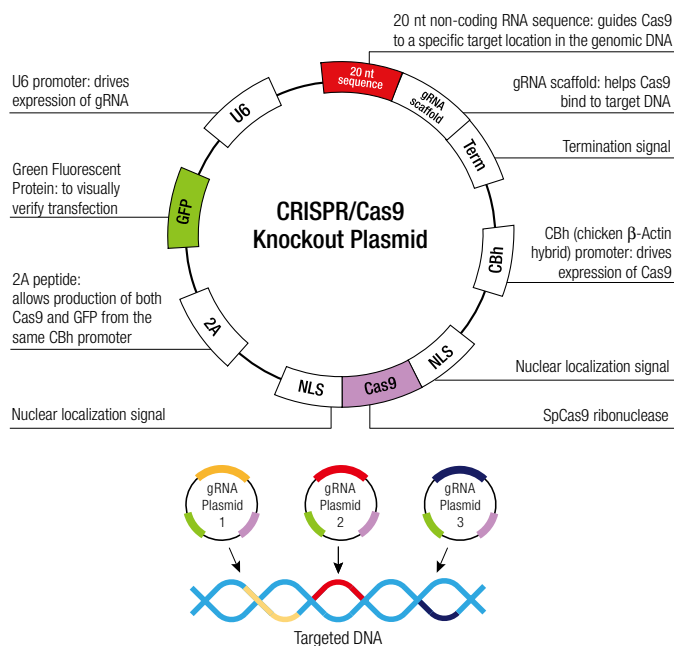 20 nt non-coding RNA sequence: guides Cas9
to a specific target location in the genomic DNA
U6 promoter: drives
expression of gRNA
gRNA scaffold: helps Cas9
bind to target DNA
20 nt
sequence
gRNA
scaffold
U6
Term
Termination signal
Green Fluorescent
Protein: to visually
verify transfection
GFP
CRISPR/Cas9
Knockout Plasmid
CBh
CBh (chicken β-Actin
hybrid) promoter: drives
expression of Cas9
2A peptide:
allows production of both
Cas9 and GFP from the
same CBh promoter
2A
NLS
Cas9
NLS
Nuclear localization signal
Nuclear localization signal
SpCas9 ribonuclease
gRNA
Plasmid
1
gRNA
Plasmid
2
gRNA
Plasmid
3
Targeted DNA